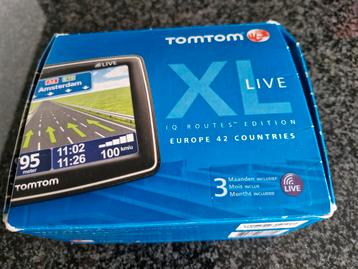 TOMTOM
LIVE
XL
LIVE
IQ ROUTES EDITION
EUROPE 42 COUNTRIES
Amsterdam
95
meter
11:02
11:26
100
km/u
TOMTOM
3
Maanden INCLUSIEF
Mois INCLUS
Months INCLUDED
LIVE